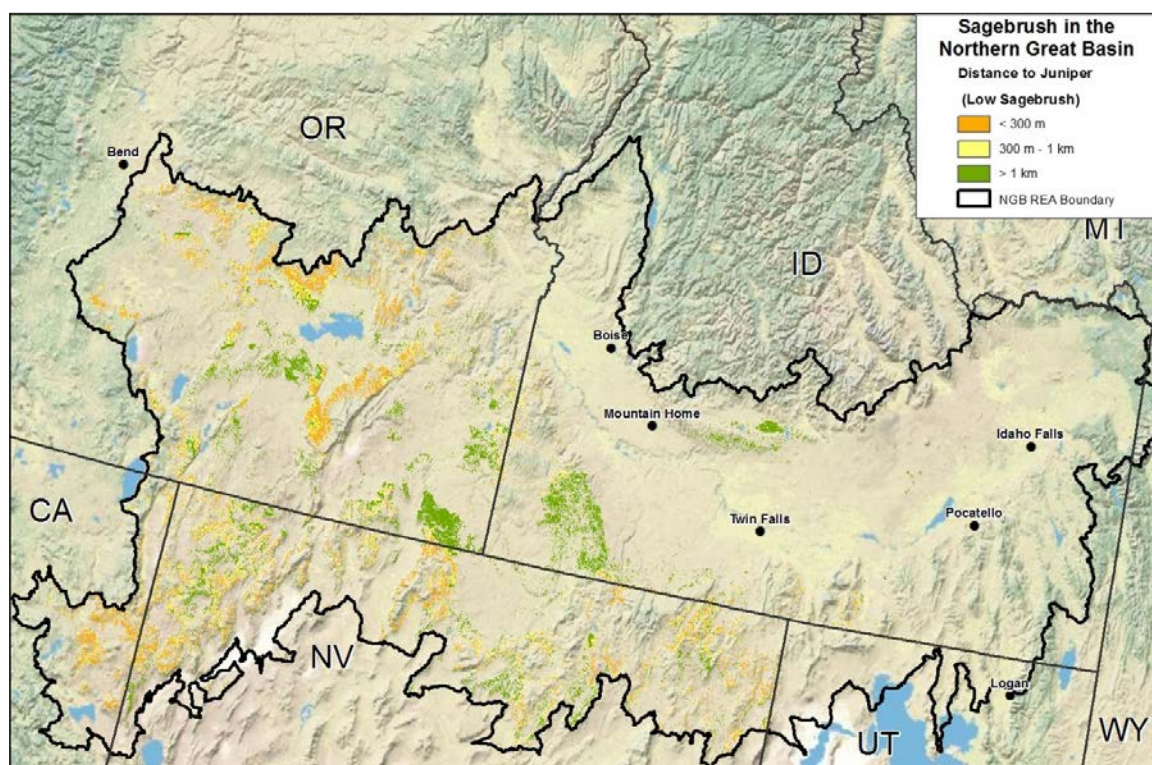 Sagebrush in the
Northern Great Basin
Distance to Juniper
(Low Sagebrush)
< 300 m
300 m - 1 km
> 1 km
NGB REA Boundary
OR
Bend
MT
ID
Boise
Mountain Home
Idaho Falls
CA
Pocatello
Twin Falls
NV
Logan
UT
WY